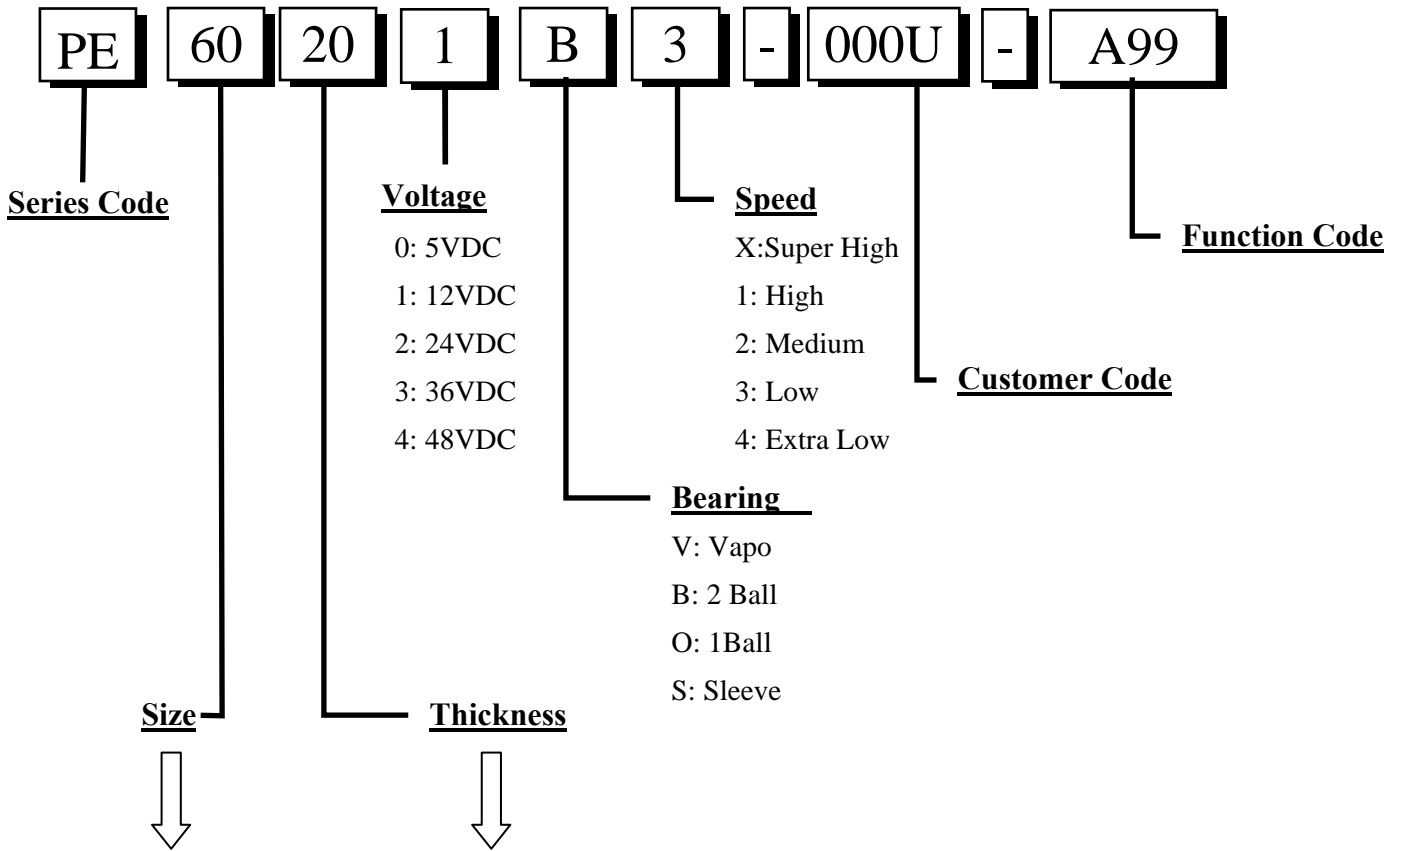 PE 60 20 1 B 3 - 000U - A99
Series Code
Voltage
0: 5VDC
1: 12VDC
2: 24VDC
3: 36VDC
4: 48VDC
Speed
X:Super High
1: High
2: Medium
3: Low
4: Extra Low
Function Code
Customer Code
Bearing
V: Vapo
B: 2 Ball
O: 1Ball
S: Sleeve
Size
Thickness